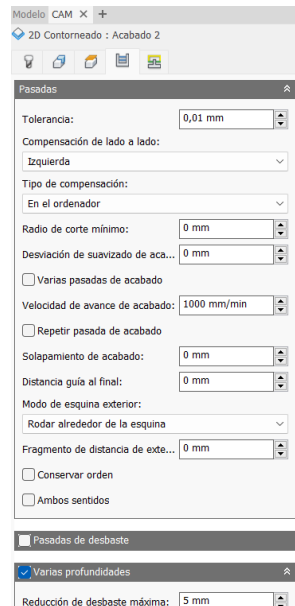 Modelo CAM × +
2D Contorneado : Acabado 2
Pasadas
Tolerancia: 0,01 mm
Compensación de lado a lado:
Izquierda
Tipo de compensación:
En el ordenador
Radio de corte mínimo: 0 mm
Desviación de suavizado de aca... 0 mm
Varias pasadas de acabado
Velocidad de avance de acabado: 1000 mm/min
Repetir pasada de acabado
Solapamiento de acabado: 0 mm
Distancia guía al final: 0 mm
Modo de esquina exterior:
Rodar alrededor de la esquina
Fragmento de distancia de exte... 0 mm
Conservar orden
Ambos sentidos
Pasadas de desbaste
Varias profundidades
Reducción de desbaste máxima: 5 mm